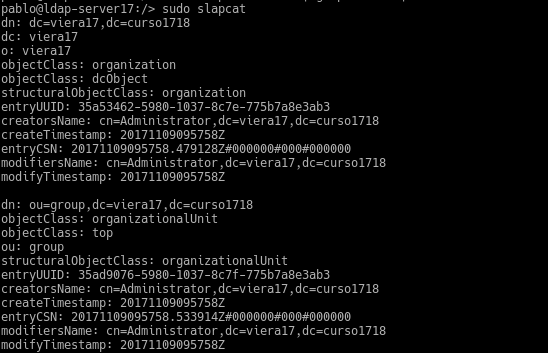 pablo@ldap-server17:/> sudo slapcat
dn: dc=viera17,dc=curso1718
dc: viera17
o: viera17
objectClass: organization
objectClass: dcObject
structuralObjectClass: organization
entryUUID: 35a53462-5980-1037-8c7e-775b7a8e3ab3
creatorsName: cn=Administrator,dc=viera17,dc=curso1718
createTimestamp: 20171109095758Z
entryCSN: 20171109095758.479128Z#000000#000#000000
modifiersName: cn=Administrator,dc=viera17,dc=curso1718
modifyTimestamp: 20171109095758Z

dn: ou=group,dc=viera17,dc=curso1718
objectClass: organizationalUnit
objectClass: top
ou: group
structuralObjectClass: organizationalUnit
entryUUID: 35ad9076-5980-1037-8c7f-775b7a8e3ab3
creatorsName: cn=Administrator,dc=viera17,dc=curso1718
createTimestamp: 20171109095758Z
entryCSN: 20171109095758.533914Z#000000#000#000000
modifiersName: cn=Administrator,dc=viera17,dc=curso1718
modifyTimestamp: 20171109095758Z